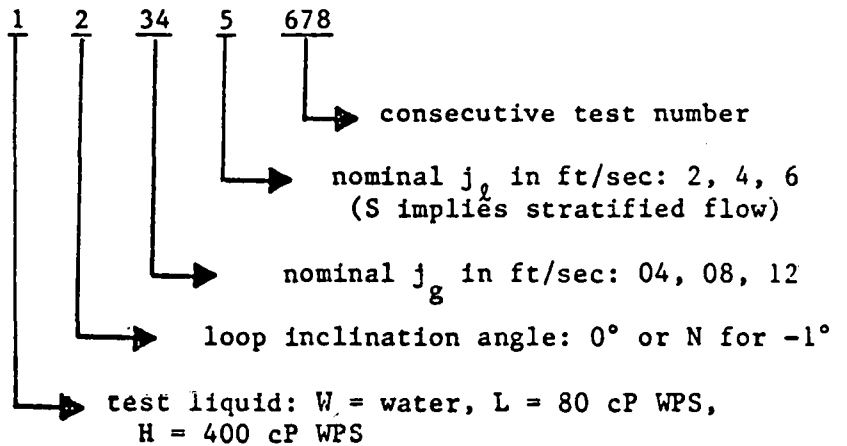 1 2 34 5 678
consecutive test number
nominal jℓ in ft/sec: 2, 4, 6
(S implies stratified flow)
nominal jg in ft/sec: 04, 08, 12
loop inclination angle: 0° or N for -1°
test liquid: W = water, L = 80 cP WPS,
H = 400 cP WPS